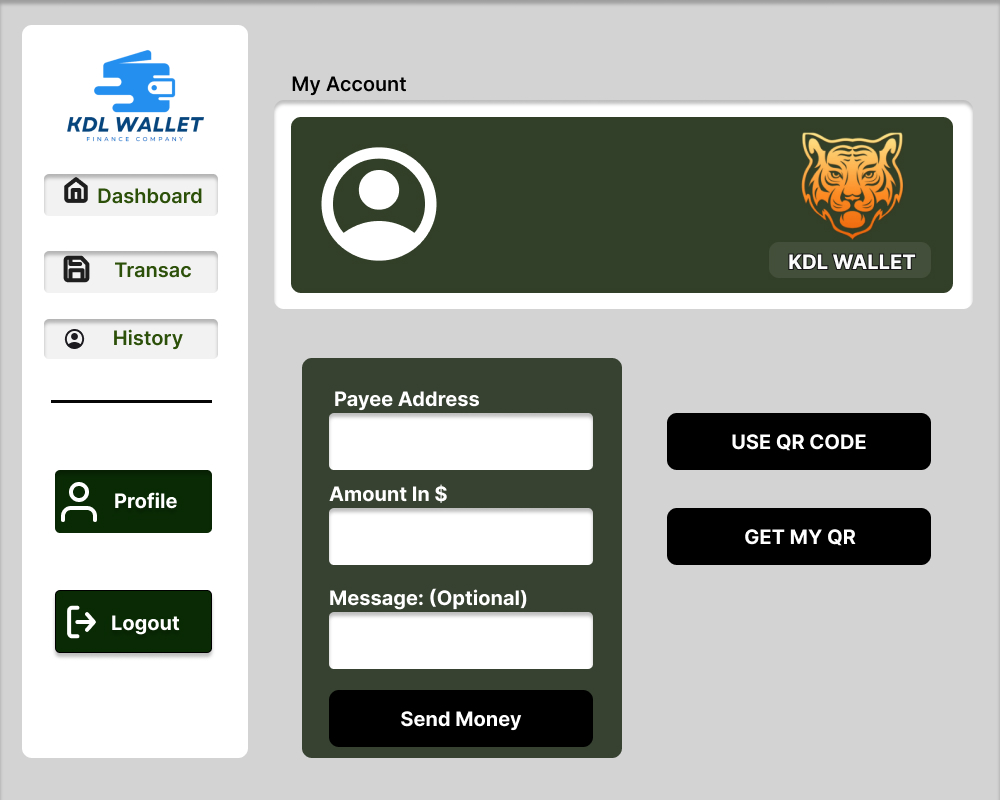 KDL WALLET
FINANCE COMPANY
Dashboard
Transac
History
Profile
Logout
My Account
KDL WALLET
Payee Address
Amount In $
Message: (Optional)
Send Money
USE QR CODE
GET MY QR